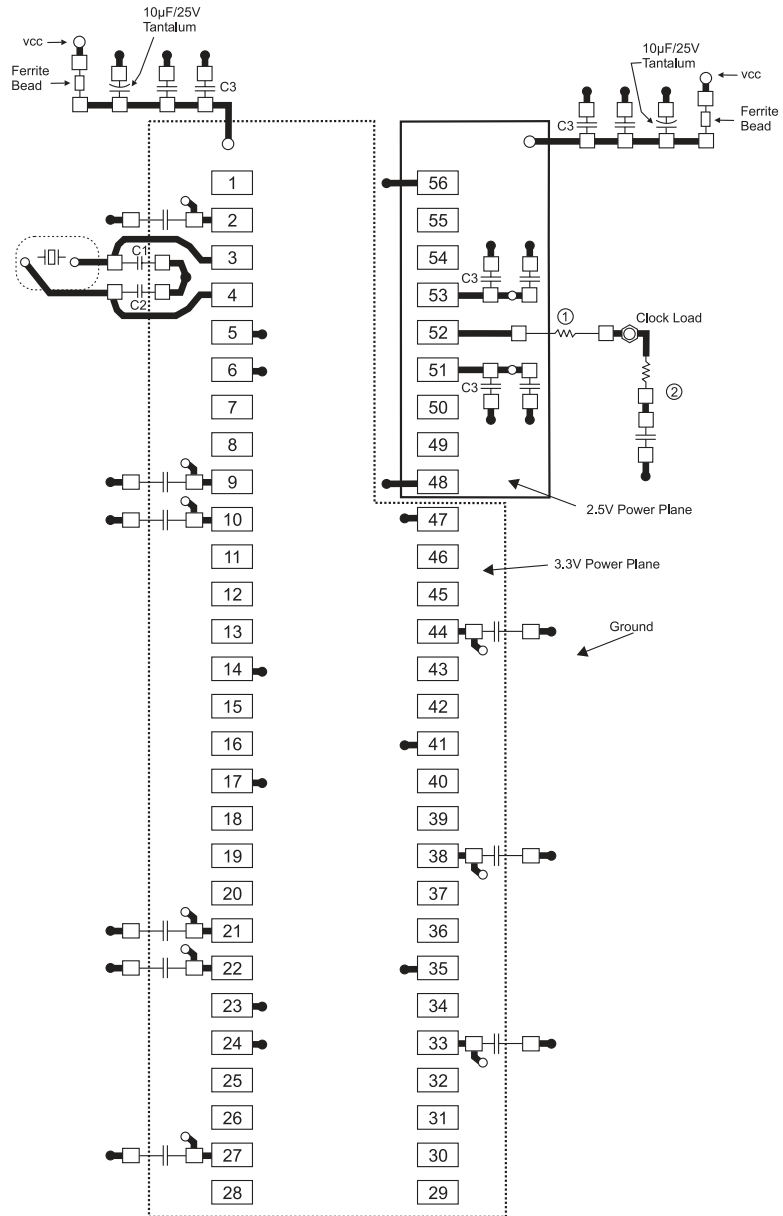 10µF/25V
Tantalum
vcc
Ferrite
Bead
C3
10µF/25V
Tantalum
vcc
C3
Ferrite
Bead
1
56
2
55
3
54
C1
C3
4
53
C2
5
52
1
Clock Load
6
51
C3
2
7
50
8
49
9
48
2.5V Power Plane
10
47
11
46
3.3V Power Plane
12
45
13
44
Ground
14
43
15
42
16
41
17
40
18
39
19
38
20
37
21
36
22
35
23
34
24
33
25
32
26
31
27
30
28
29